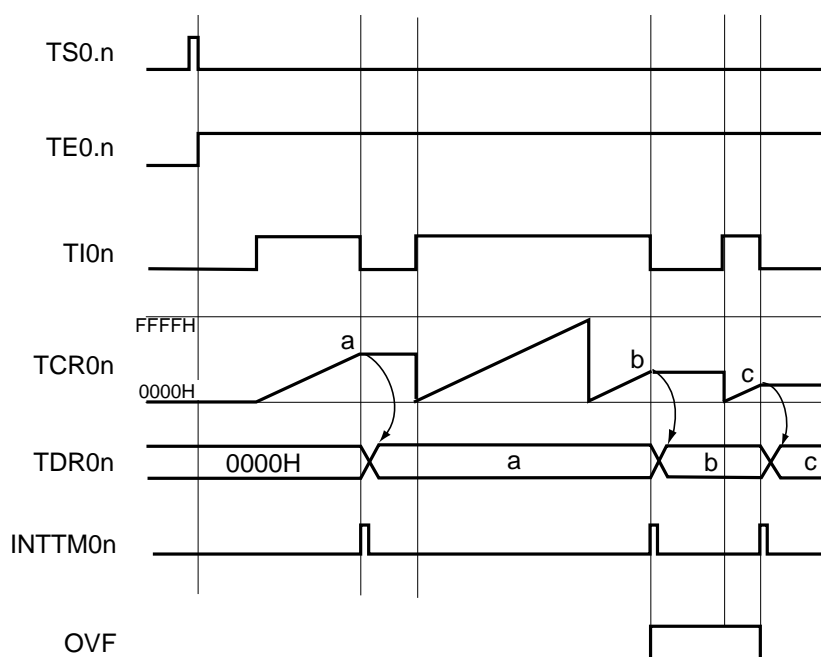 TS0.n
TE0.n
TI0n
FFFFH
TCR0n
a
b
c
0000H
TDR0n
0000H
a
b
c
INTTM0n
OVF